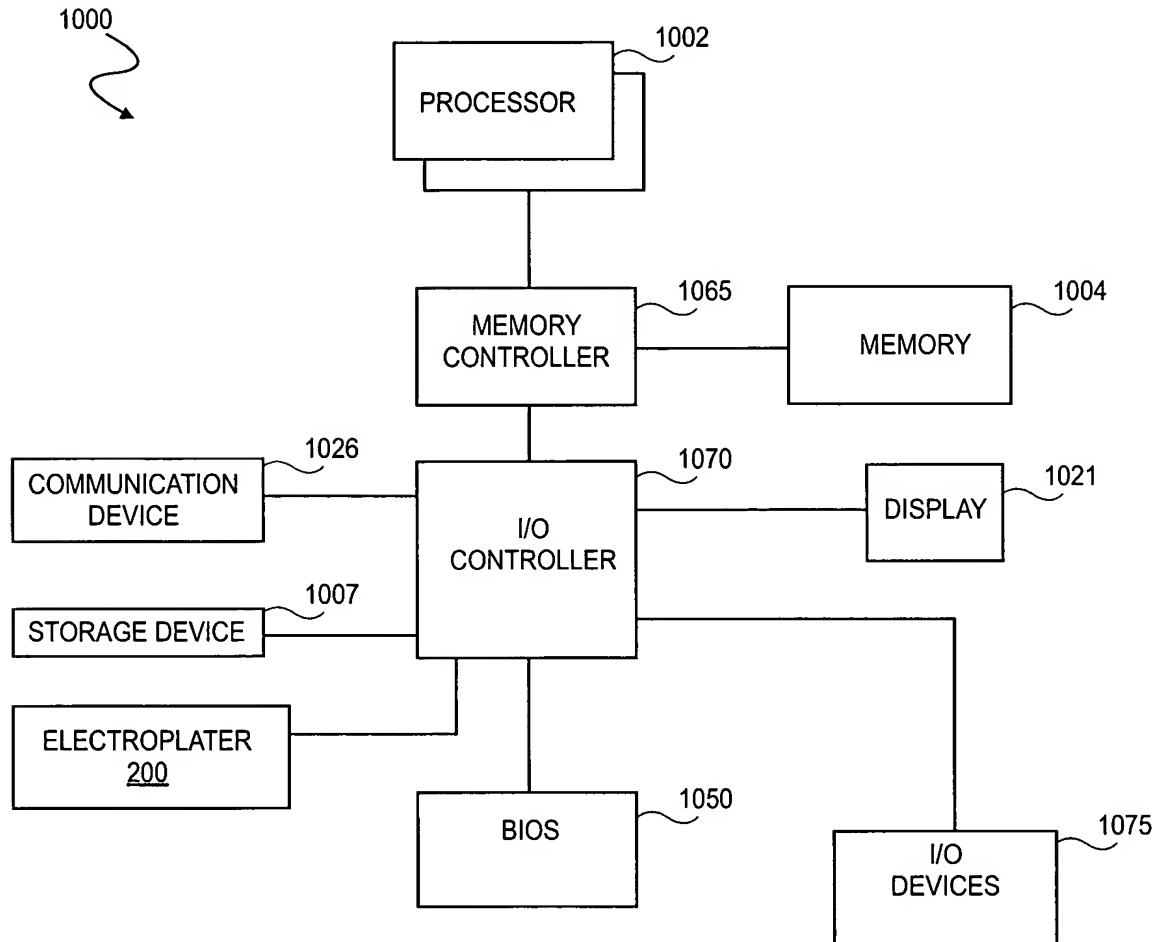 1000
1002
PROCESSOR
1065
1004
MEMORY
CONTROLLER
MEMORY
1026
1070
1021
COMMUNICATION
DEVICE
I/O
CONTROLLER
DISPLAY
1007
STORAGE DEVICE
ELECTROPLATER
200
1050
BIOS
1075
I/O
DEVICES